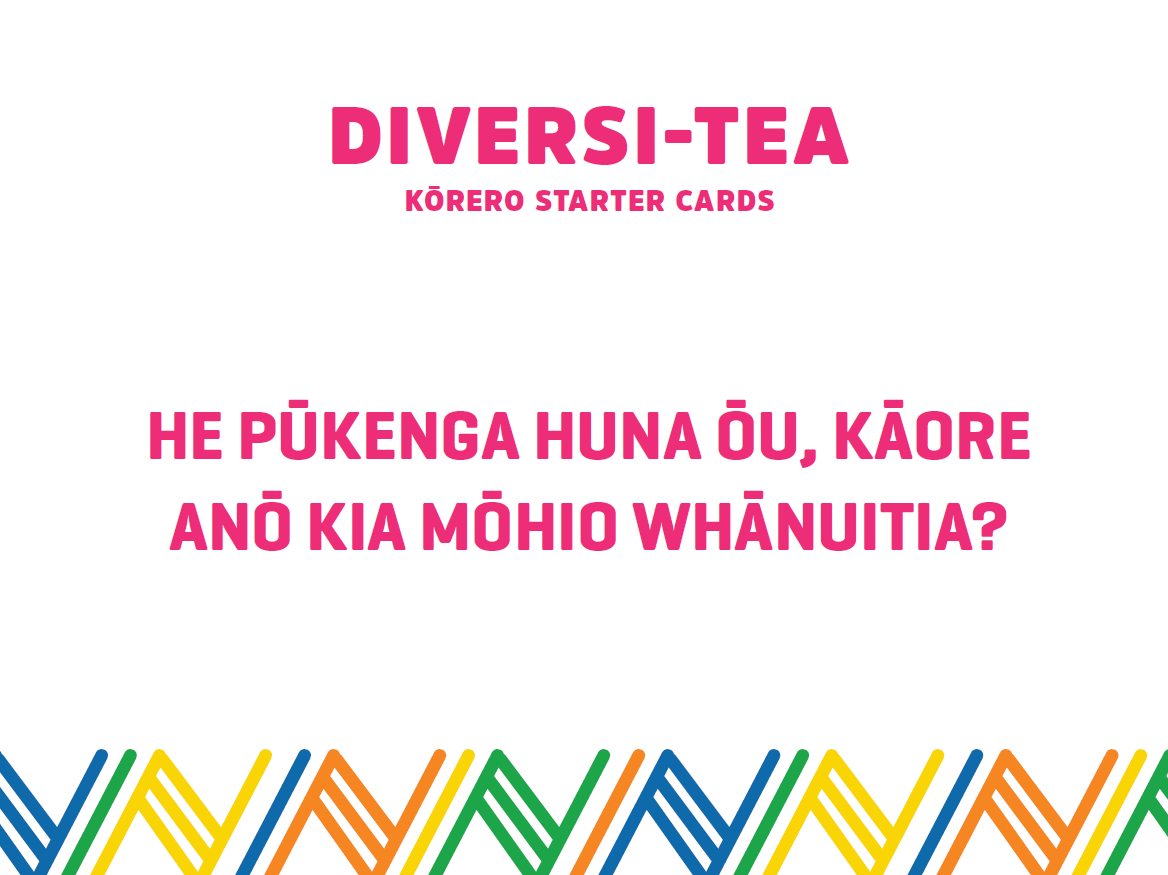 DIVERSI-TEA
KŌRERO STARTER CARDS
HE PŪKENGA HUNA ŌU, KĀORE
ANŌ KIA MŌHIO WHĀNUITIA?